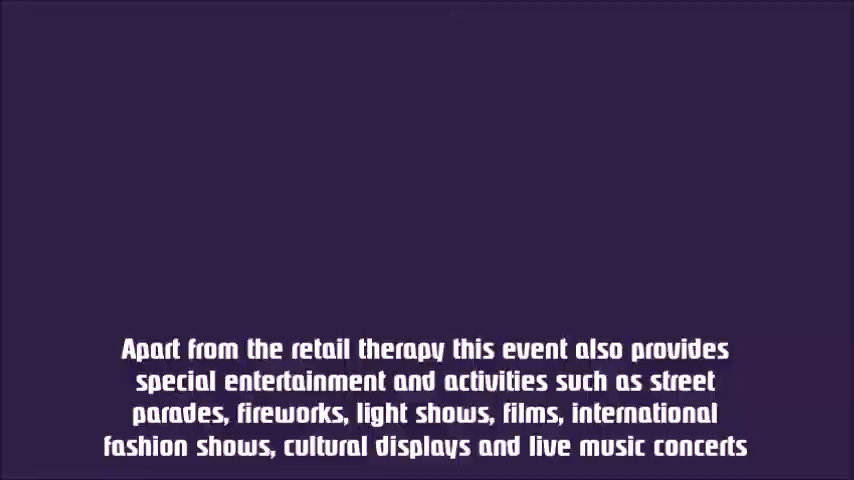 Apart from the retail therapy this event also provides
special entertainment and activities such as street
parades, fireworks, light shows, films, international
fashion shows, cultural displays and live music concerts